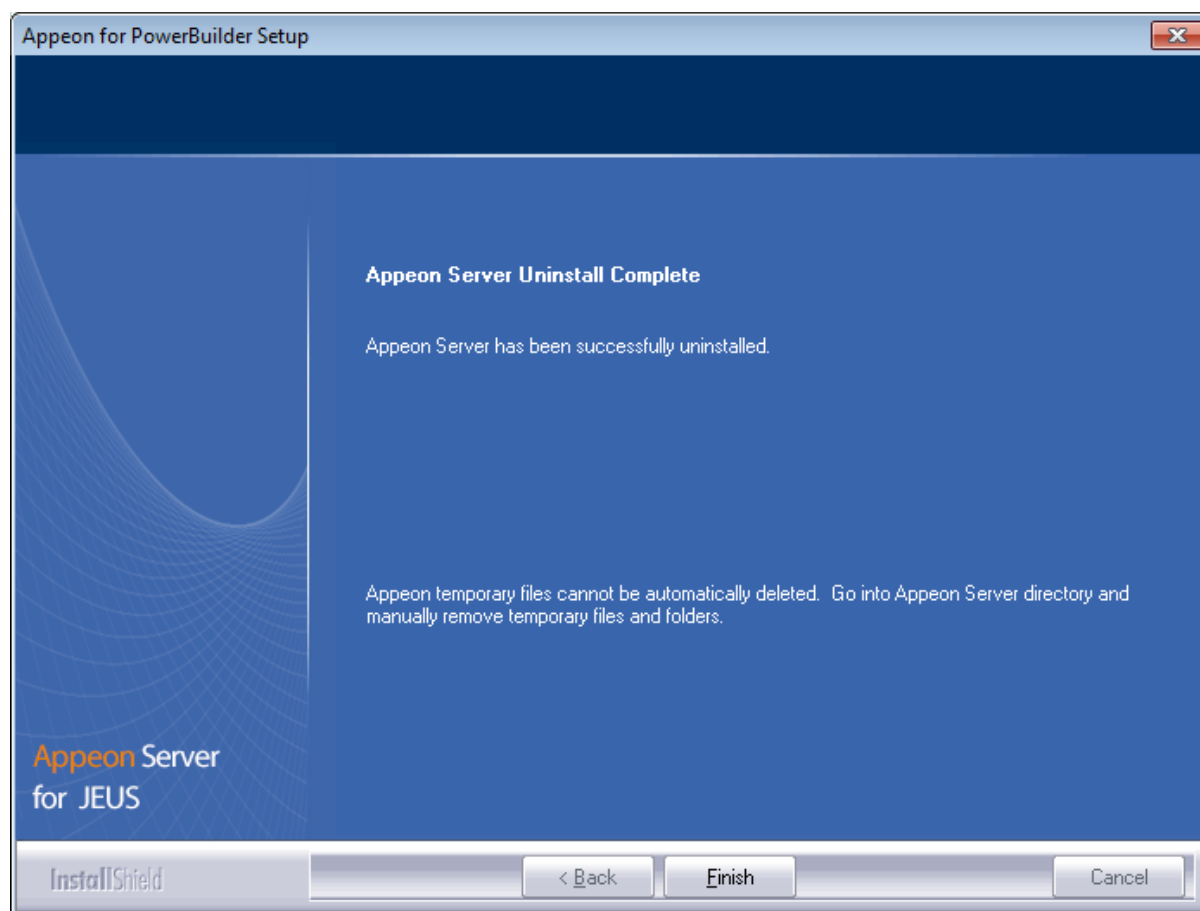 Appeon for PowerBuilder Setup
Appeon Server Uninstall Complete
Appeon Server has been successfully uninstalled.
Appeon temporary files cannot be automatically deleted.  Go into Appeon Server directory and
manually remove temporary files and folders.
Appeon Server
for JEUS
InstallShield
< Back
Finish
Cancel